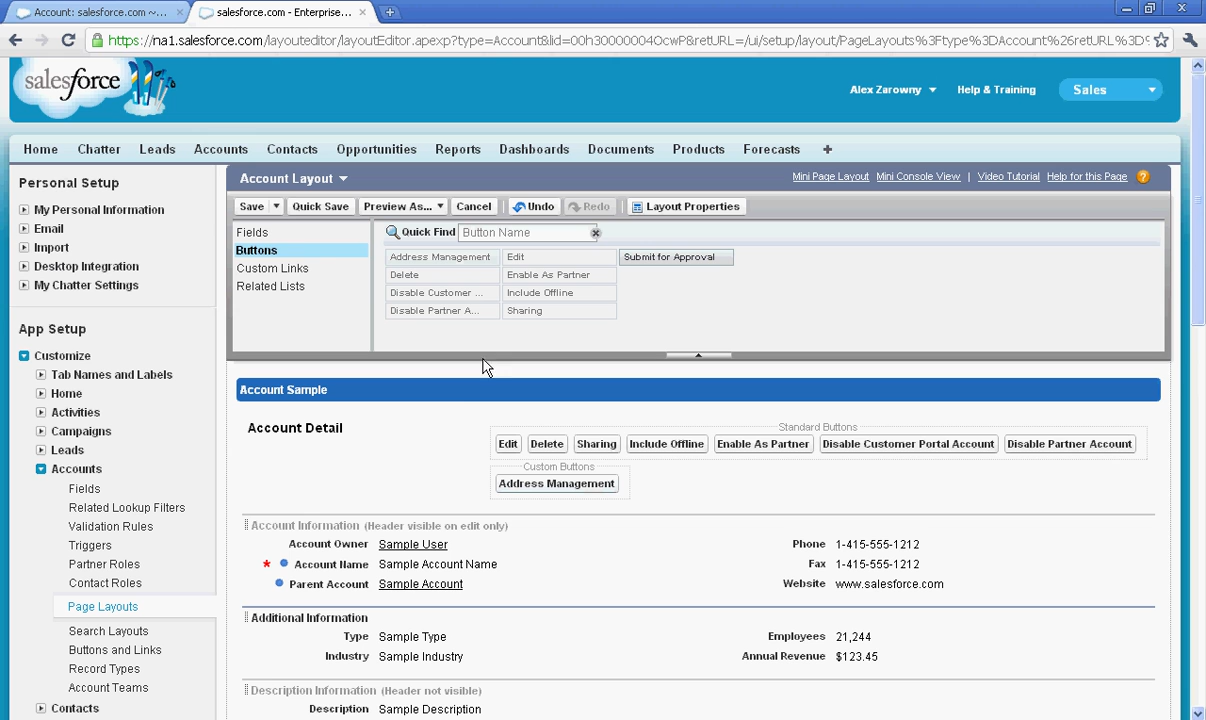 Account: salesforce.com ~...
salesforce.com - Enterprise...
https://na1.salesforce.com/layouteditor/layoutEditor.apexp?type=Account&lid=00h30000004OcwP&retURL=/ui/setup/layout/PageLayouts%3Ftype%3DAccount%26retURL%3D%
salesforce
Alex Zarowny
Help & Training
Sales
Home Chatter Leads Accounts Contacts Opportunities Reports Dashboards Documents Products Forecasts +
Personal Setup
My Personal Information
Email
Import
Desktop Integration
My Chatter Settings
App Setup
Customize
Tab Names and Labels
Home
Activities
Campaigns
Leads
Accounts
Fields
Related Lookup Filters
Validation Rules
Triggers
Partner Roles
Contact Roles
Page Layouts
Search Layouts
Buttons and Links
Record Types
Account Teams
Contacts
Account Layout
Mini Page Layout Mini Console View | Video Tutorial Help for this Page ?
Save Quick Save Preview As... Cancel Undo Redo Layout Properties
Fields
Buttons
Custom Links
Related Lists
Quick Find Button Name
Address Management Edit Submit for Approval
Delete Enable As Partner
Disable Customer ... Include Offline
Disable Partner A... Sharing
Account Sample
Account Detail
Standard Buttons
Edit Delete Sharing Include Offline Enable As Partner Disable Customer Portal Account Disable Partner Account
Custom Buttons
Address Management
Account Information (Header visible on edit only)
Account Owner Sample User Phone 1-415-555-1212
* Account Name Sample Account Name Fax 1-415-555-1212
Parent Account Sample Account Website www.salesforce.com
Additional Information
Type Sample Type Employees 21,244
Industry Sample Industry Annual Revenue $123.45
Description Information (Header not visible)
Description Sample Description